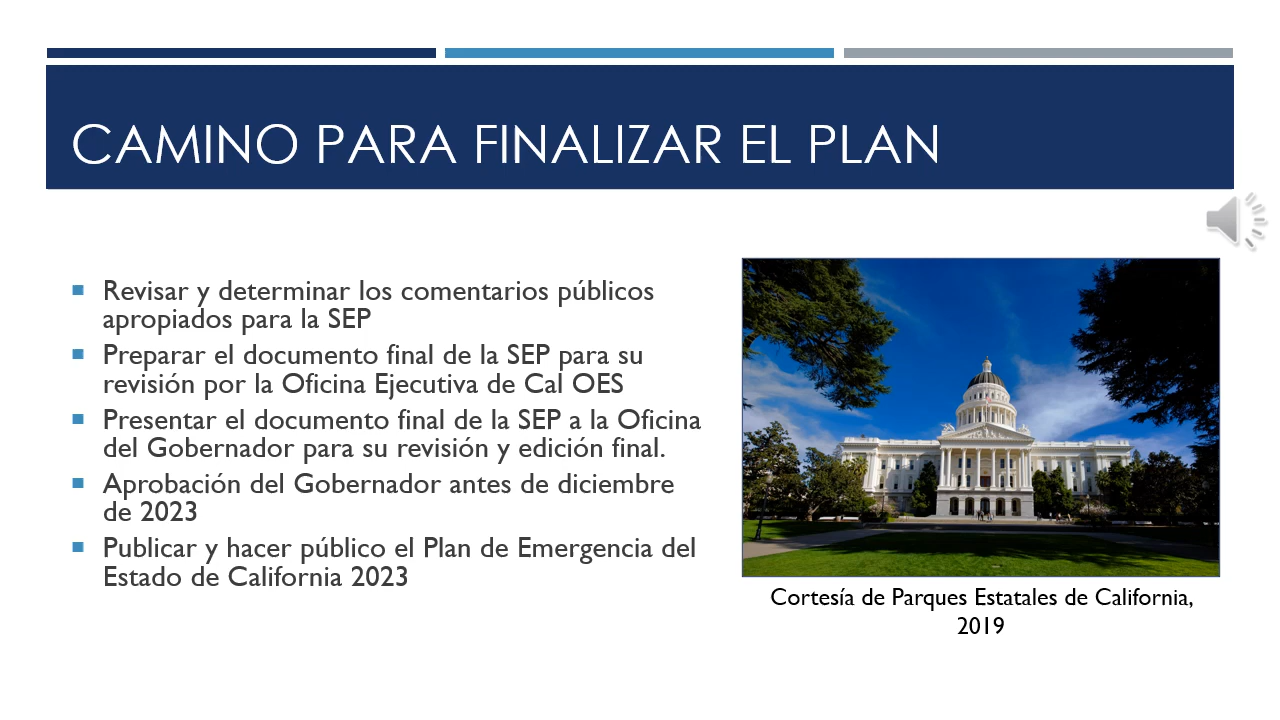 CAMINO PARA FINALIZAR EL PLAN
Revisar y determinar los comentarios públicos
apropiados para la SEP
Preparar el documento final de la SEP para su
revisión por la Oficina Ejecutiva de Cal OES
Presentar el documento final de la SEP a la Oficina
del Gobernador para su revisión y edición final.
Aprobación del Gobernador antes de diciembre
de 2023
Publicar y hacer público el Plan de Emergencia del
Estado de California 2023
Cortesía de Parques Estatales de California,
2019